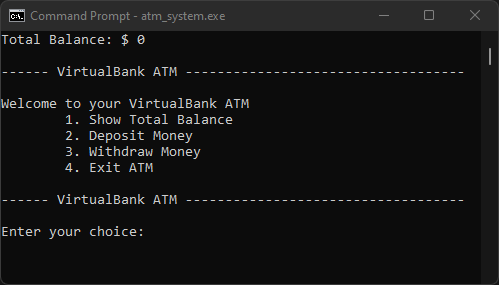 Command Prompt - atm_system.exe
Total Balance: $ 0
------ VirtualBank ATM -----------------------------------
Welcome to your VirtualBank ATM
1. Show Total Balance
2. Deposit Money
3. Withdraw Money
4. Exit ATM
------ VirtualBank ATM -----------------------------------
Enter your choice: